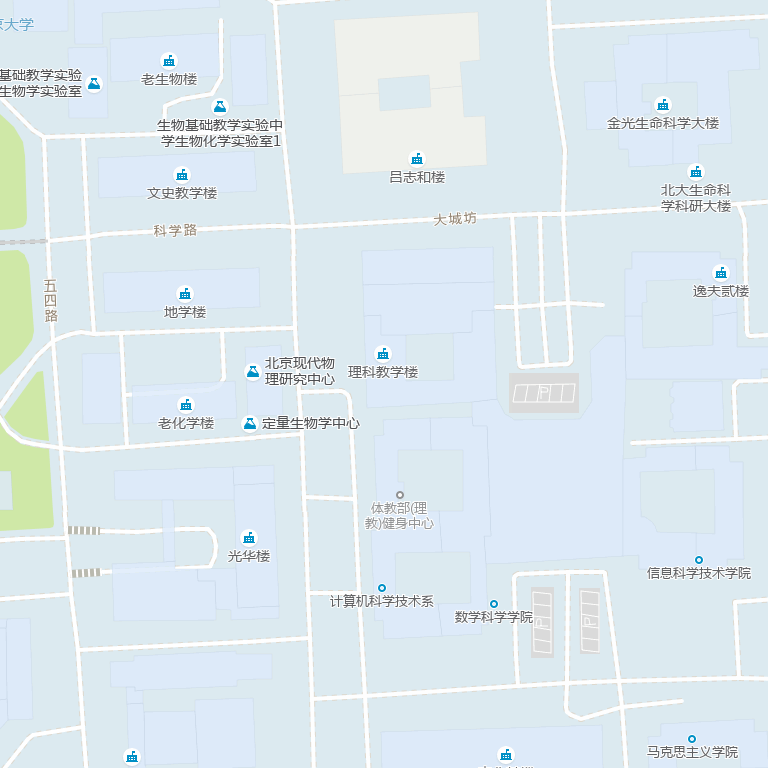 京大学
老生物楼
基础教学实验
生物学实验室
生物基础教学实验中
学生物化学实验室1
金光生命科学大楼
吕志和楼
文史教学楼
北大生命科
学科研大楼
大城坊
科学路
五四路
地学楼
逸夫贰楼
北京现代物
理研究中心
理科教学楼
老化学楼
定量生物学中心
体教部(理
教)健身中心
光华楼
信息科学技术学院
计算机科学技术系
数学科学学院
P
P
P
马克思主义学院